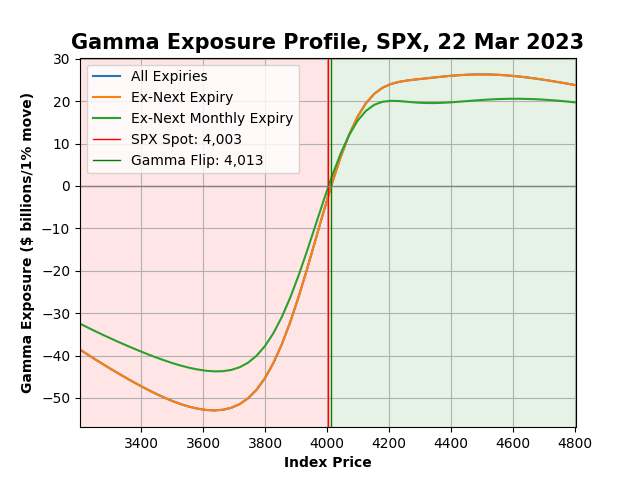 Gamma Exposure Profile, SPX, 22 Mar 2023
All Expiries
Ex-Next Expiry
Ex-Next Monthly Expiry
SPX Spot: 4,003
Gamma Flip: 4,013
Gamma Exposure ($ billions/1% move)
30
20
10
0
−10
−20
−30
−40
−50
3400 3600 3800 4000 4200 4400 4600 4800
Index Price